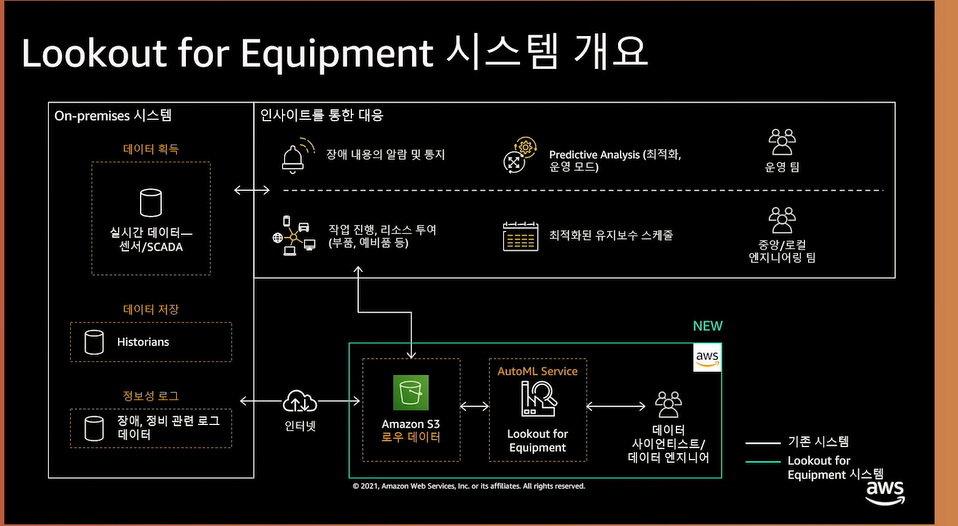 Lookout for Equipment 시스템 개요
On-premises 시스템
데이터 획득
실시간 데이터—
센서/SCADA
데이터 저장
Historians
정보성 로그
장애, 정비 관련 로그
데이터
인사이트를 통한 대응
장애 내용의 알람 및 통지
Predictive Analysis (최적화,
운영 모드)
운영 팀
작업 진행, 리소스 투여
(부품, 예비품 등)
최적화된 유지보수 스케줄
중앙/로컬
엔지니어링 팀
인터넷
NEW
aws
Amazon S3
로우 데이터
AutoML Service
Lookout for
Equipment
데이터
사이언티스트/
데이터 엔지니어
기존 시스템
Lookout for
Equipment 시스템
© 2021, Amazon Web Services, Inc. or its affiliates. All rights reserved.
aws